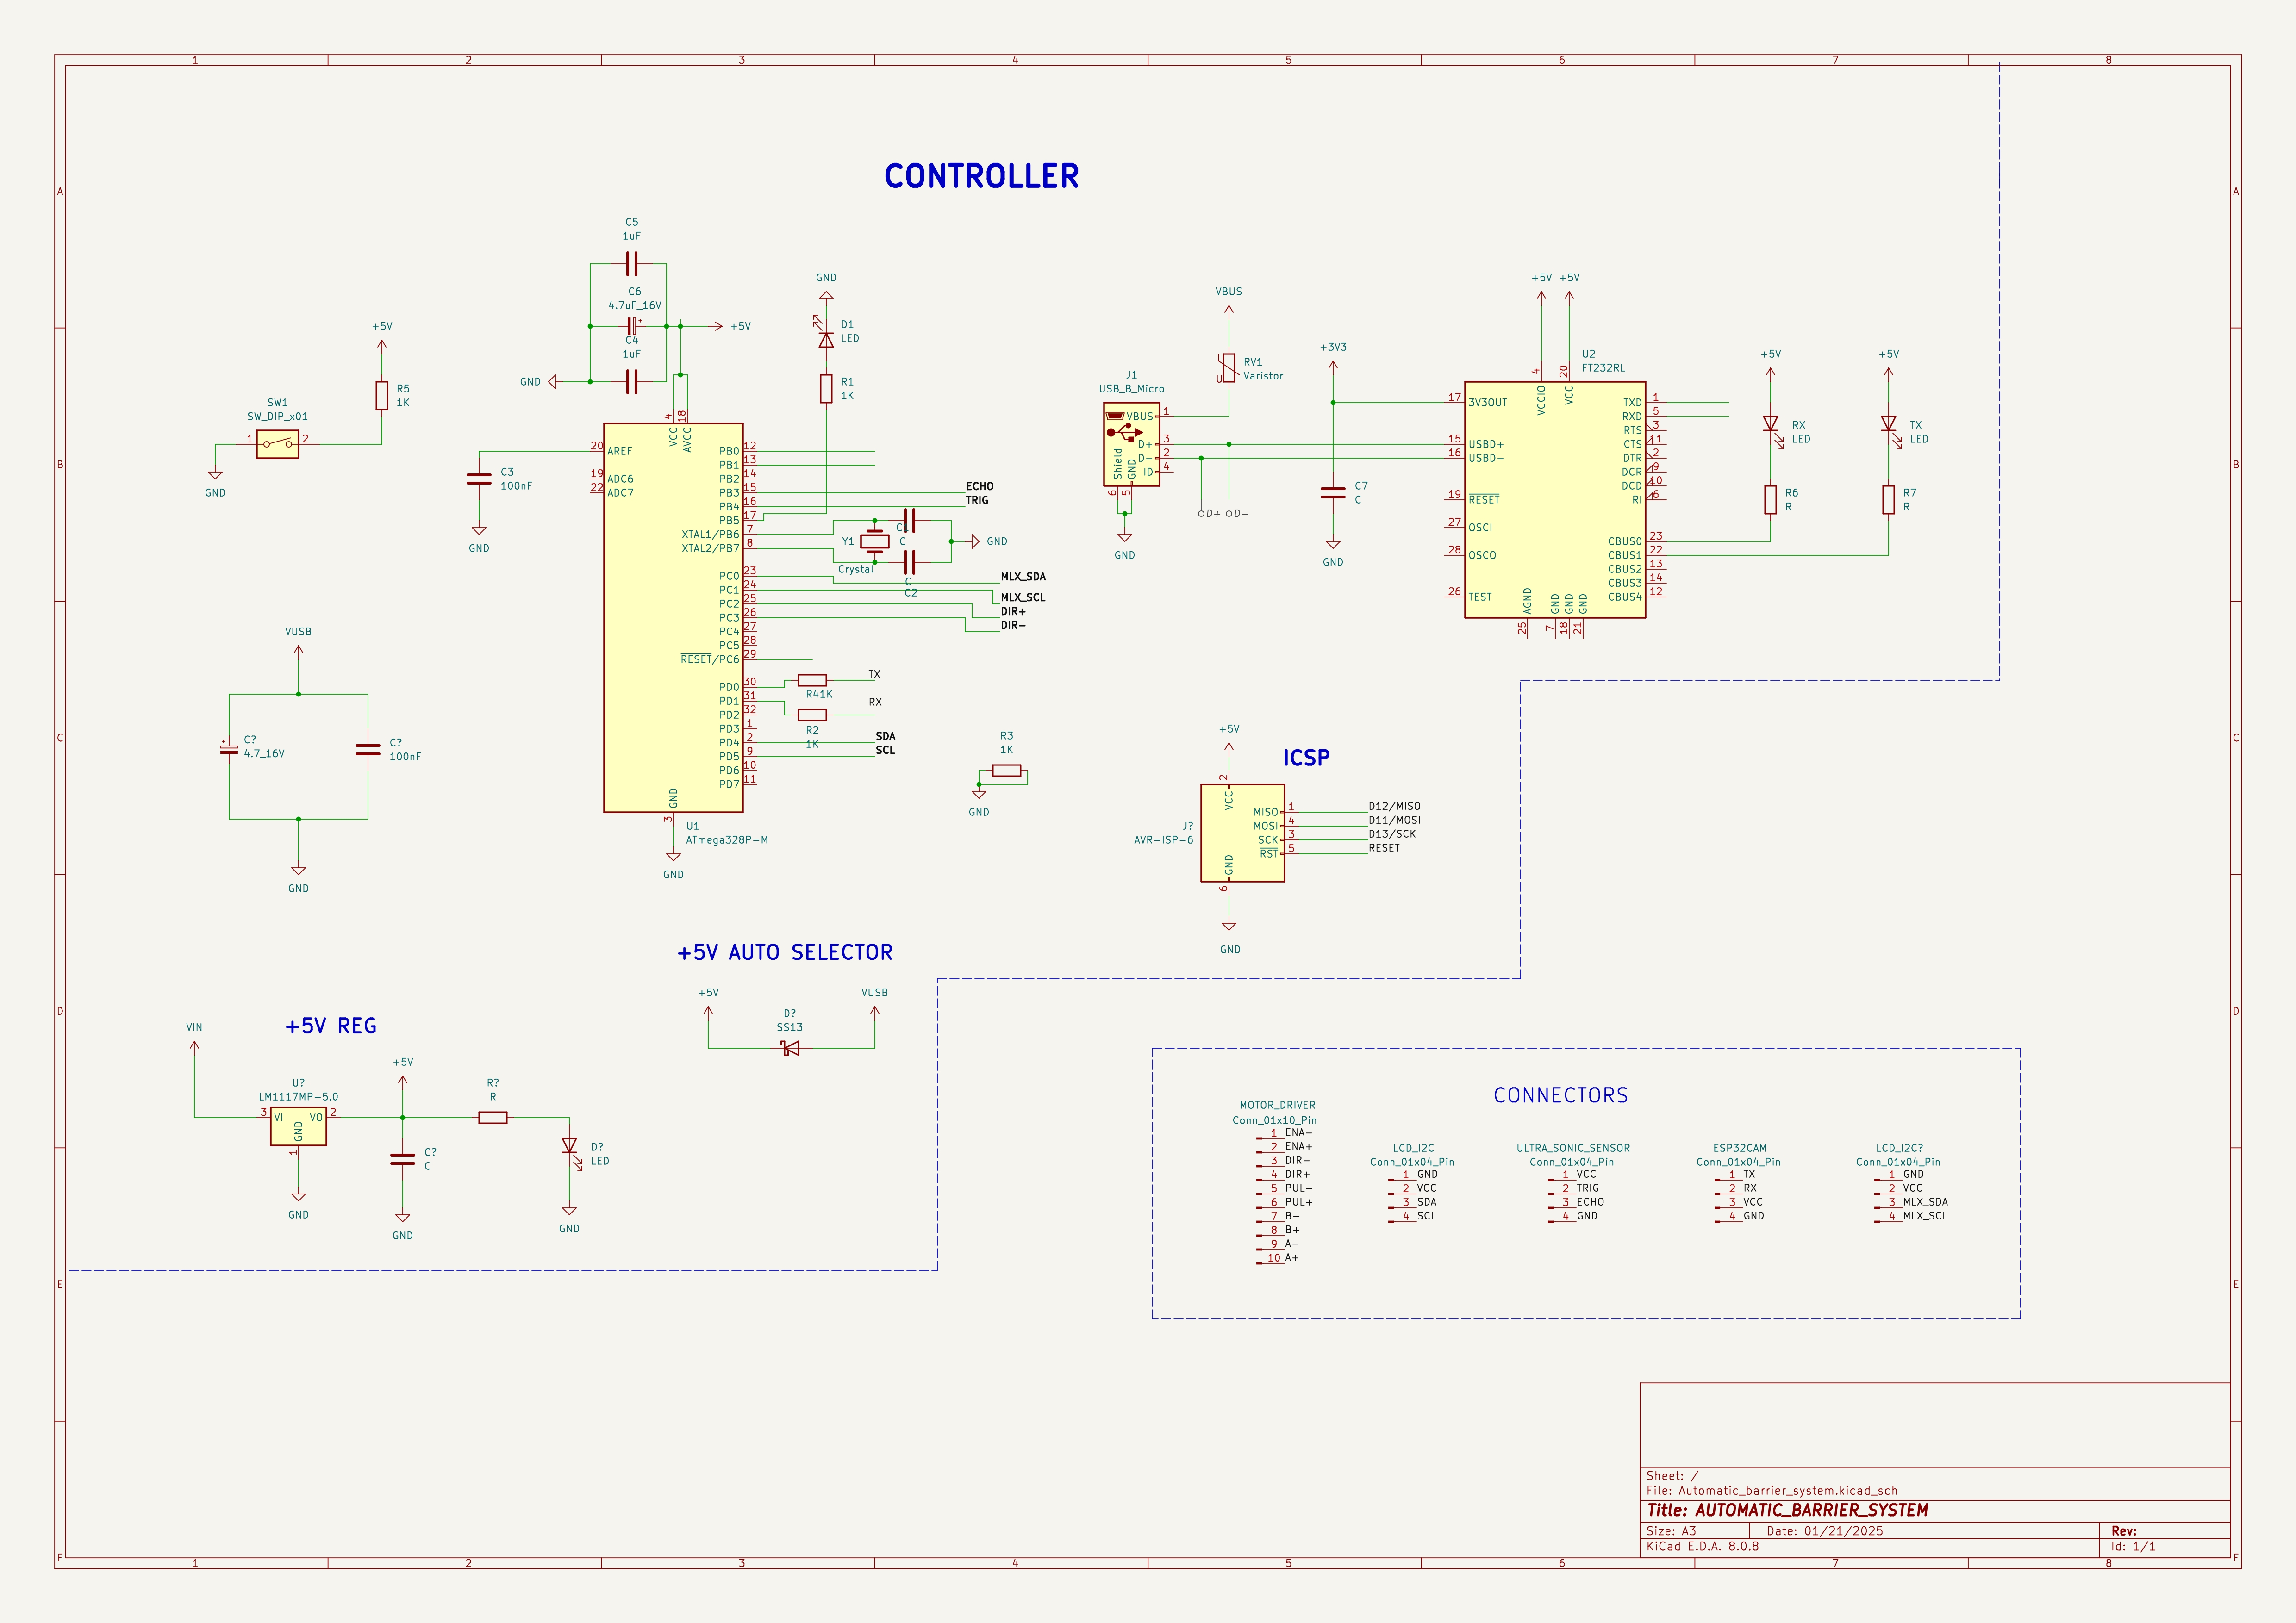 1 2 3 4 5 6 7 8
A A
B B
C C
D D
E E
F F
CONTROLLER
C5
1uF
C6
4.7uF_16V
+
+5V
C4
1uF
GND
GND
D1
LED
R1
1K
+5V
R5
1K
SW1
SW_DIP_x01
1 2
GND
C3
100nF
GND
4 VCC
18 AVCC
20 AREF
19 ADC6
22 ADC7
PB0 12
PB1 13
PB2 14
PB3 15
PB4 16
PB5 17
XTAL1/PB6 7
XTAL2/PB7 8
PC0 23
PC1 24
PC2 25
PC3 26
PC4 27
PC5 28
RESET/PC6 29
PD0 30
PD1 31
PD2 32
PD3 1
PD4 2
PD5 9
PD6 10
PD7 11
GND 3
U1
ATmega328P-M
GND
ECHO
TRIG
C1
C
Y1
Crystal
C
C2
GND
MLX_SDA
MLX_SCL
DIR+
DIR-
TX
R41K
RX
R2
1K
SDA
SCL
R3
1K
GND
VUSB
+
C?
4.7_16V
C?
100nF
GND
VBUS
RV1
Varistor
U
J1
USB_B_Micro
VBUS 1
D+ 3
D- 2
ID 4
Shield 6
GND 5
GND
D+ D-
+3V3
C7
C
GND
+5V +5V
U2
FT232RL
4 VCCIO
20 VCC
17 3V3OUT
15 USBD+
16 USBD-
19 RESET
27 OSCI
28 OSCO
26 TEST
TXD 1
RXD 5
RTS 3
CTS 11
DTR 2
DCR 9
DCD 10
RI 6
CBUS0 23
CBUS1 22
CBUS2 13
CBUS3 14
CBUS4 12
AGND 25
GND 7
GND 18
GND 21
+5V
RX
LED
R6
R
+5V
TX
LED
R7
R
ICSP
+5V
2 VCC
J?
AVR-ISP-6
MISO 1 D12/MISO
MOSI 4 D11/MOSI
SCK 3 D13/SCK
RST 5 RESET
GND 6
GND
+5V AUTO SELECTOR
+5V
VUSB
D?
SS13
+5V REG
VIN
U?
LM1117MP-5.0
3 VI VO 2
GND 1
GND
+5V
C?
C
GND
R?
R
D?
LED
GND
CONNECTORS
MOTOR_DRIVER
Conn_01x10_Pin
1 ENA-
2 ENA+
3 DIR-
4 DIR+
5 PUL-
6 PUL+
7 B-
8 B+
9 A-
10 A+
LCD_I2C
Conn_01x04_Pin
1 GND
2 VCC
3 SDA
4 SCL
ULTRA_SONIC_SENSOR
Conn_01x04_Pin
1 VCC
2 TRIG
3 ECHO
4 GND
ESP32CAM
Conn_01x04_Pin
1 TX
2 RX
3 VCC
4 GND
LCD_I2C?
Conn_01x04_Pin
1 GND
2 VCC
3 MLX_SDA
4 MLX_SCL
Sheet: /
File: Automatic_barrier_system.kicad_sch
Title: AUTOMATIC_BARRIER_SYSTEM
Size: A3 Date: 01/21/2025 Rev:
KiCad E.D.A. 8.0.8 Id: 1/1
1 2 3 4 5 6 7 8